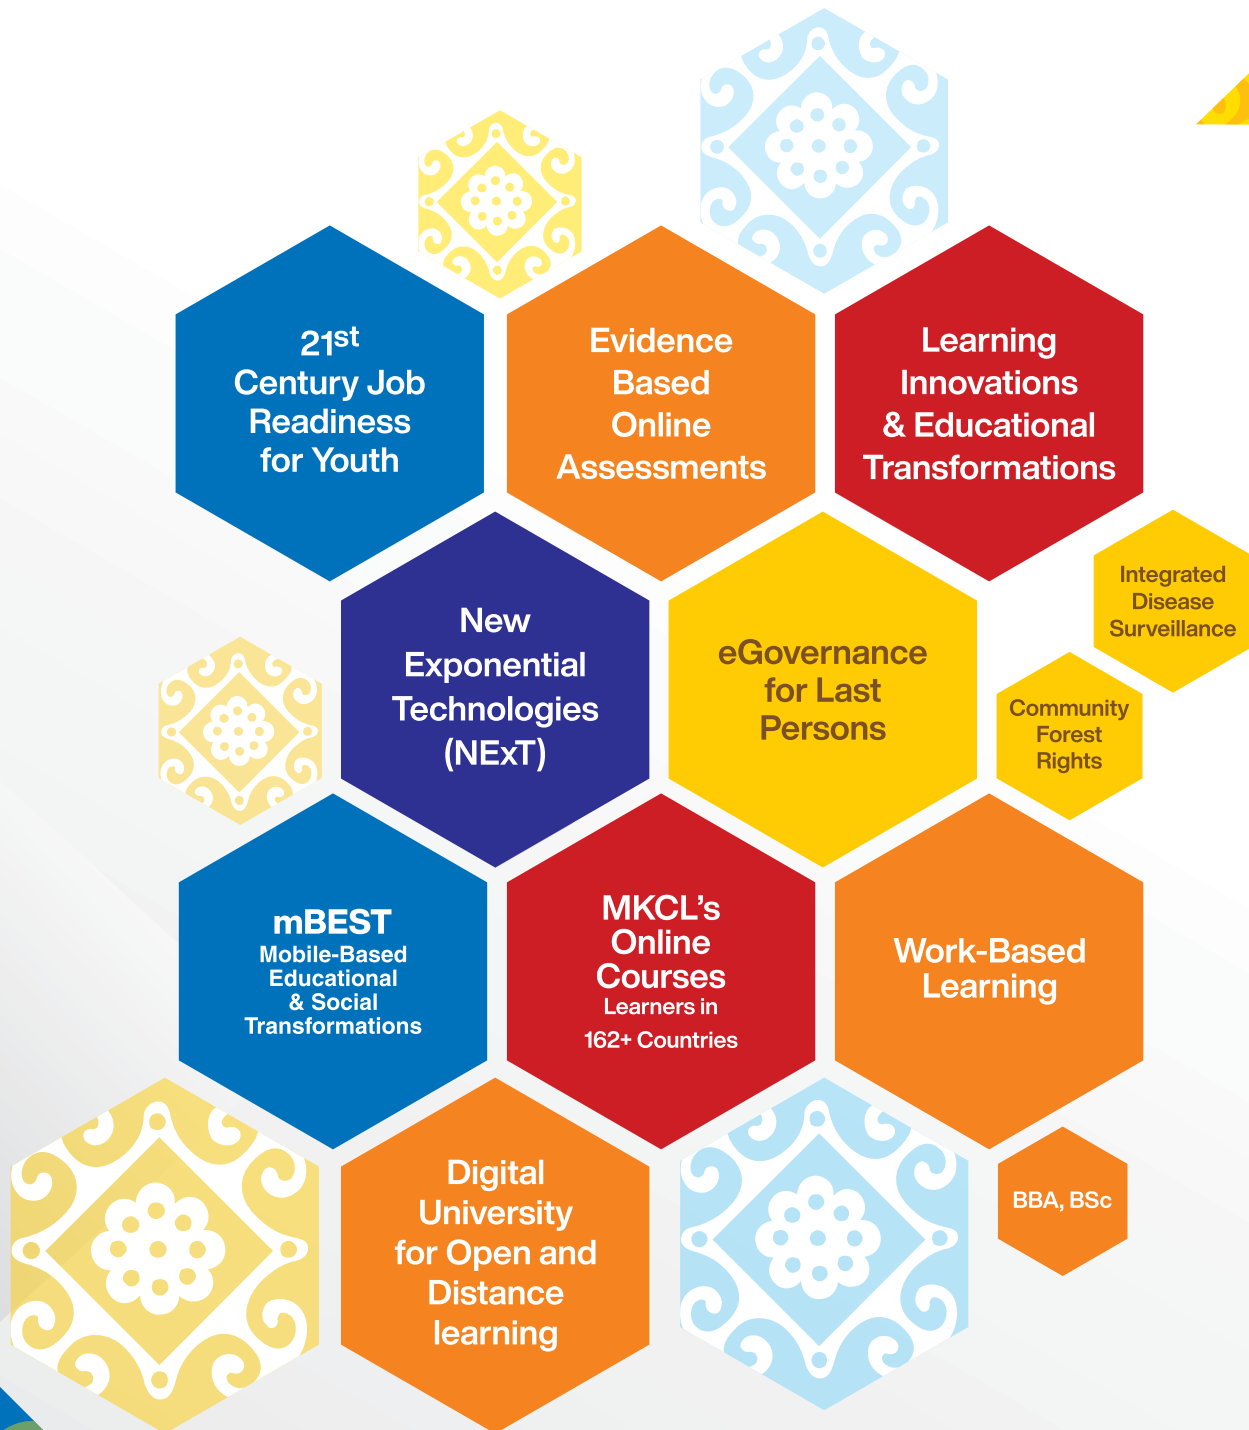 21st
Century Job
Readiness
for Youth
Evidence
Based
Online
Assessments
Learning
Innovations
& Educational
Transformations
New
Exponential
Technologies
(NExT)
eGovernance
for Last
Persons
Integrated
Disease
Surveillance
Community
Forest
Rights
mBEST
Mobile-Based
Educational
& Social
Transformations
MKCL's
Online
Courses
Learners in
162+ Countries
Work-Based
Learning
Digital
University
for Open and
Distance
learning
BBA, BSc